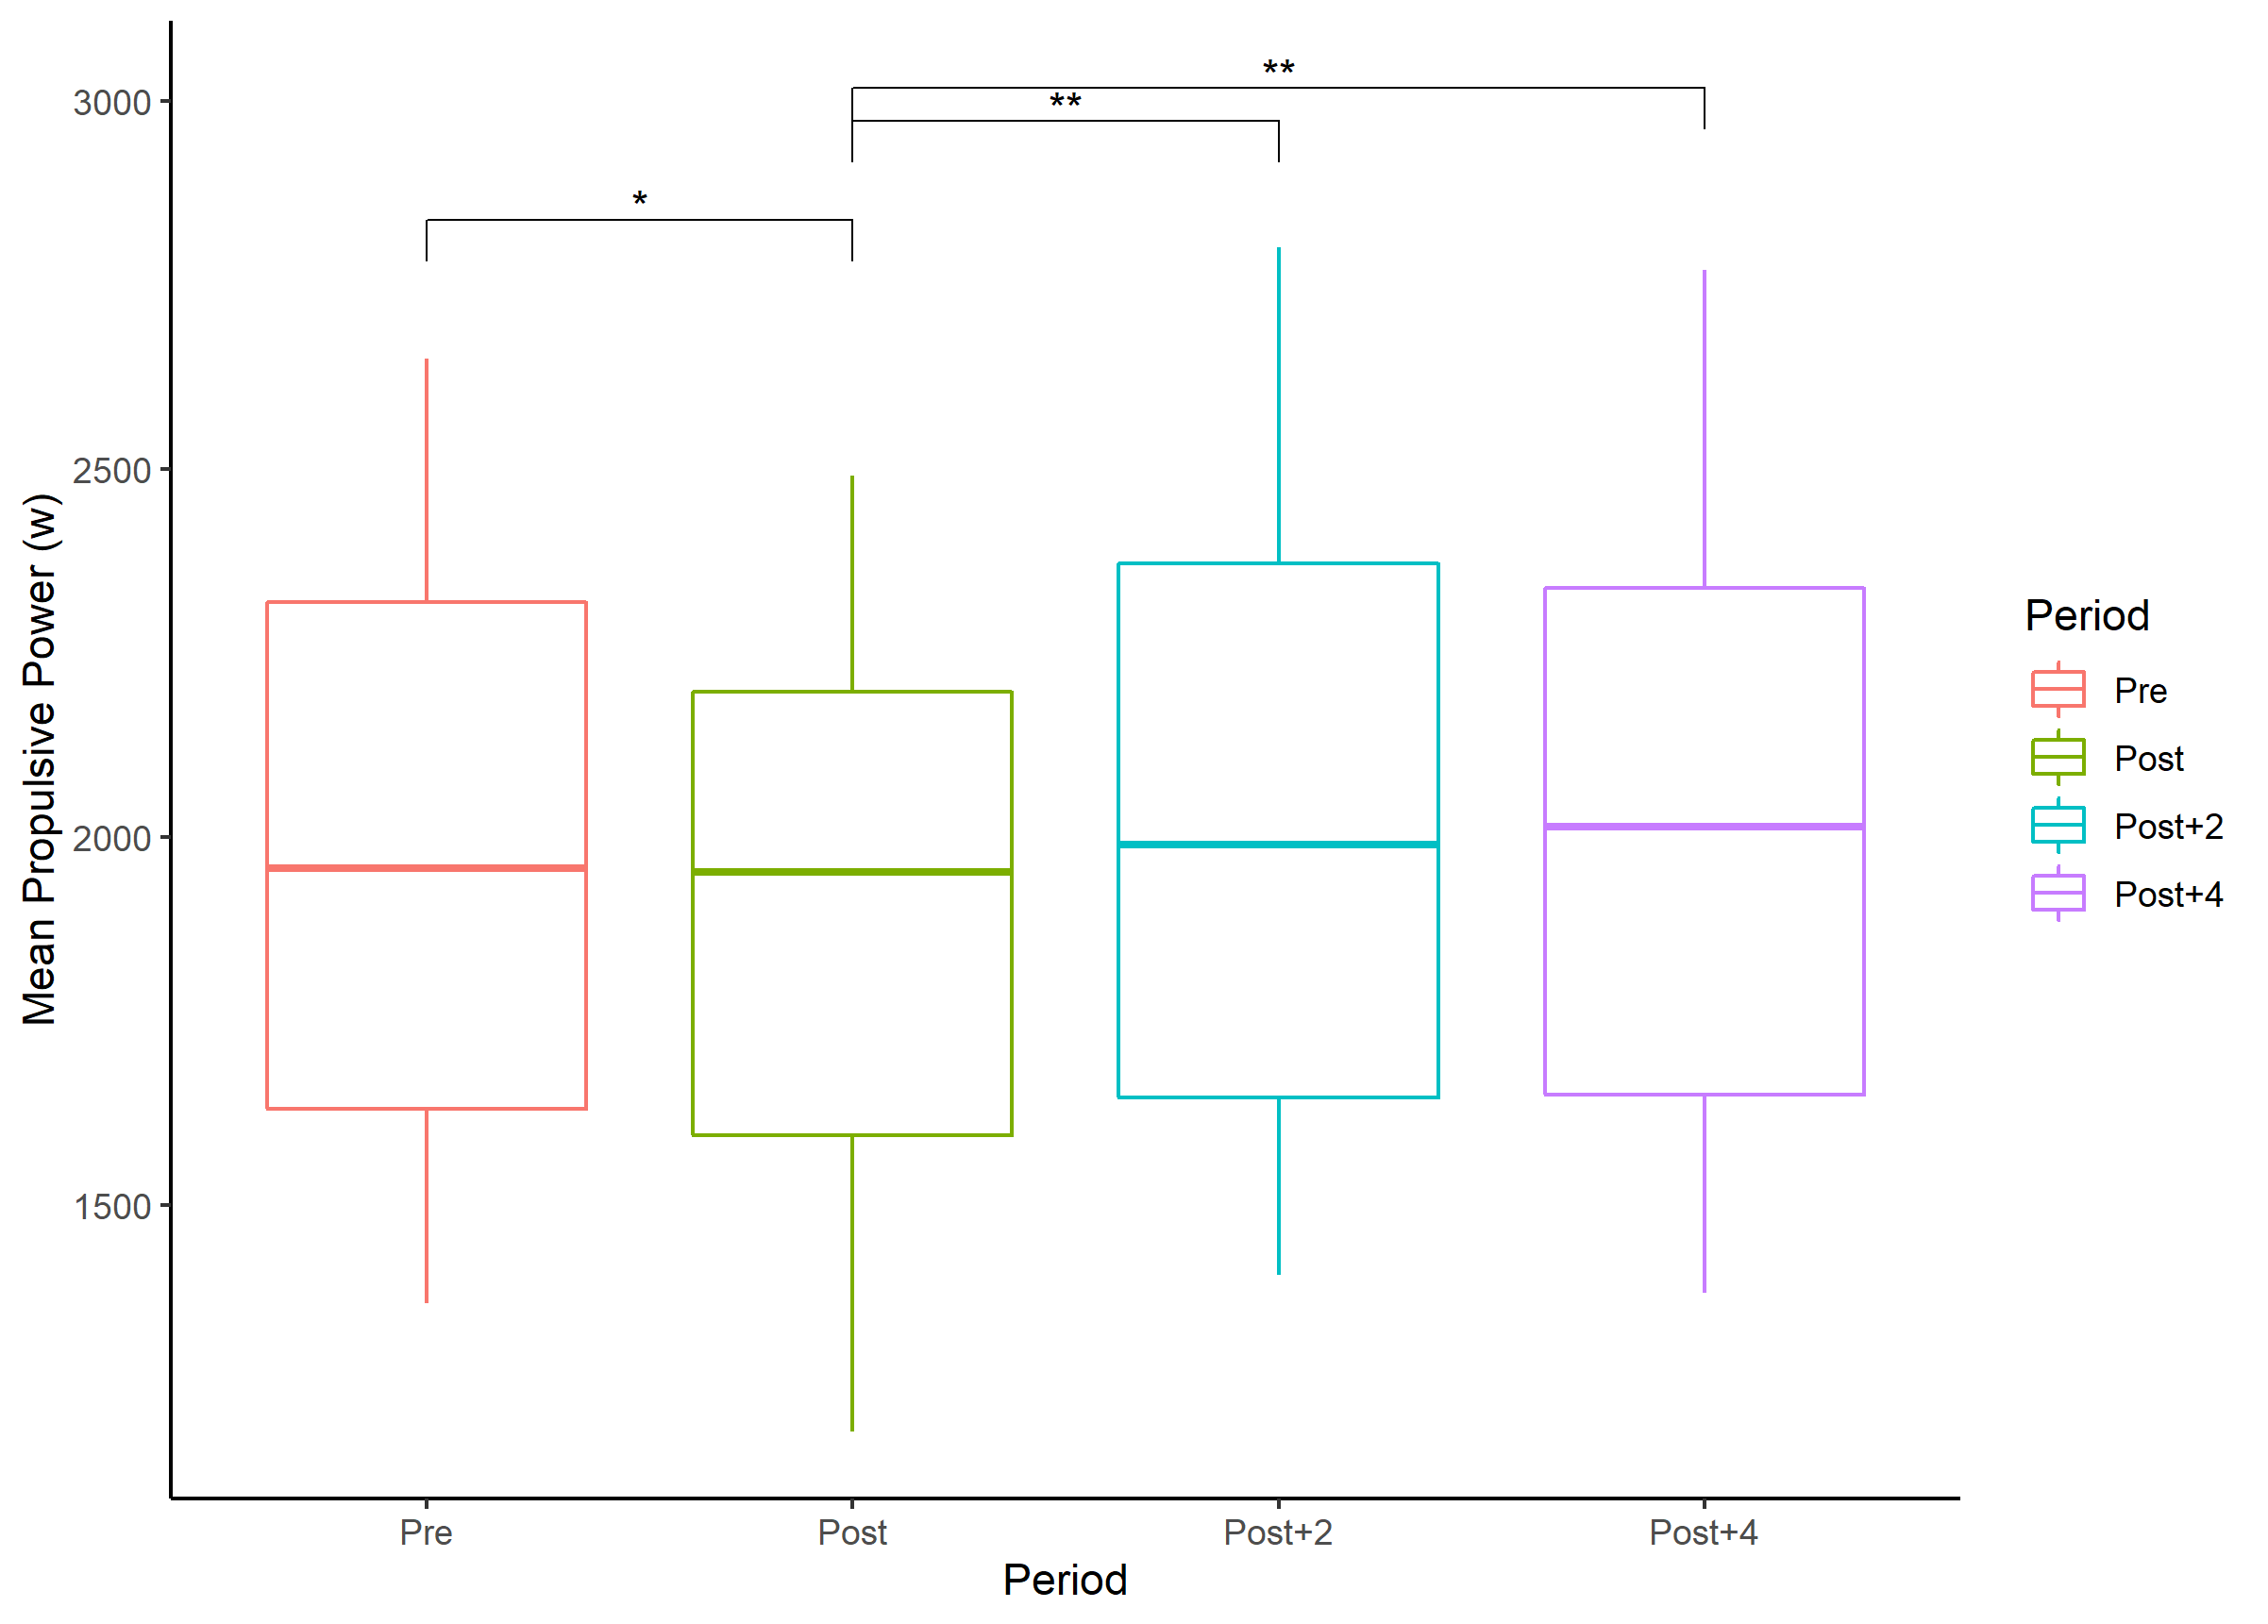 **
**
*
3000
2500
2000
1500
Mean Propulsive Power (w)
Pre
Post
Post+2
Post+4
Period
Period
Pre
Post
Post+2
Post+4